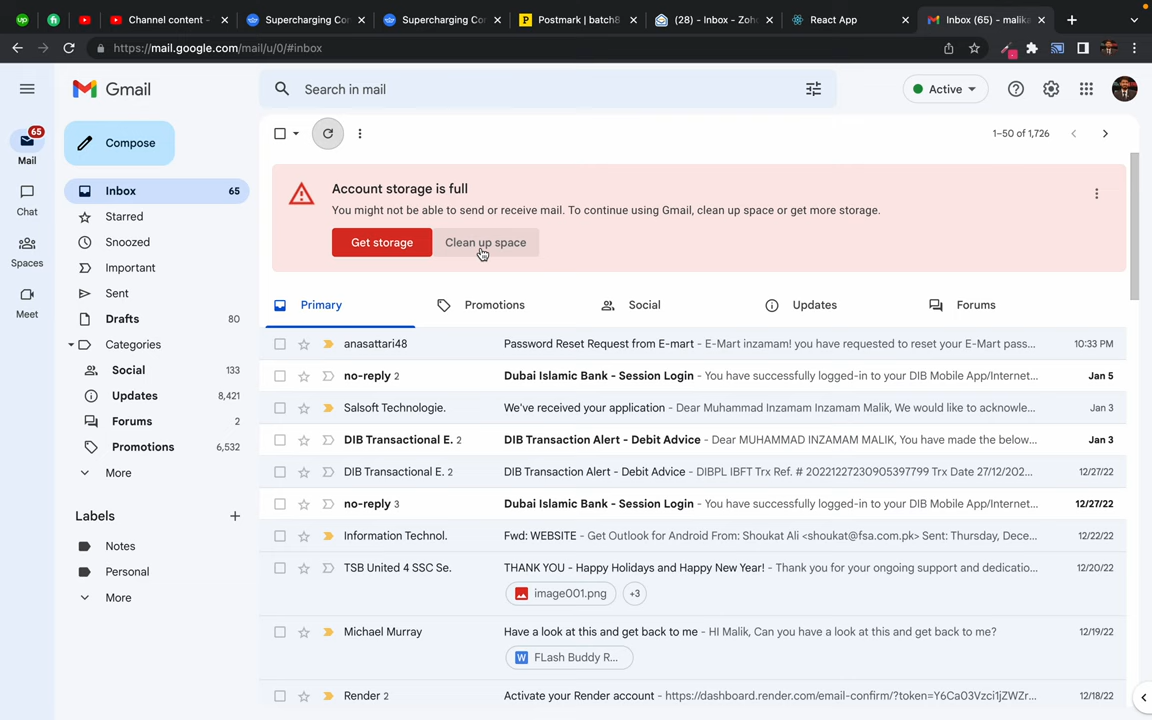 Channel content -
Supercharging Con
Supercharging Con
Postmark | batch8
(28) - Inbox - Zoho
React App
Inbox (65) - malika
https://mail.google.com/mail/u/0/#inbox
Gmail
Search in mail
Active
65
Mail
Chat
Spaces
Meet
Compose
Inbox 65
Starred
Snoozed
Important
Sent
Drafts 80
Categories
Social 133
Updates 8,421
Forums 2
Promotions 6,532
More
Labels +
Notes
Personal
More
1–50 of 1,726
Account storage is full
You might not be able to send or receive mail. To continue using Gmail, clean up space or get more storage.
Get storage Clean up space
Primary Promotions Social Updates Forums
anasattari48 Password Reset Request from E-mart - E-Mart inzamam! you have requested to reset your E-Mart pass... 10:33 PM
no-reply 2 Dubai Islamic Bank - Session Login - You have successfully logged-in to your DIB Mobile App/Internet... Jan 5
Salsoft Technologie. We've received your application - Dear Muhammad Inzamam Inzamam Malik, We would like to acknowle... Jan 3
DIB Transactional E. 2 DIB Transaction Alert - Debit Advice - Dear MUHAMMAD INZAMAM MALIK, You have made the below... Jan 3
DIB Transactional E. 2 DIB Transaction Alert - Debit Advice - DIBPL IBFT Trx Ref. # 20221227230905397799 Trx Date 27/12/202... 12/27/22
no-reply 3 Dubai Islamic Bank - Session Login - You have successfully logged-in to your DIB Mobile App/Internet... 12/27/22
Information Technol. Fwd: WEBSITE - Get Outlook for Android From: Shoukat Ali <shoukat@fsa.com.pk> Sent: Thursday, Dece... 12/22/22
TSB United 4 SSC Se. THANK YOU - Happy Holidays and Happy New Year! - Thank you for your ongoing support and dedicatio... 12/20/22
image001.png +3
Michael Murray Have a look at this and get back to me - HI Malik, Can you have a look at this and get back to me? 12/19/22
FLash Buddy R...
Render 2 Activate your Render account - https://dashboard.render.com/email-confirm/?token=Y6Ca03Vzci1jZWZr... 12/18/22